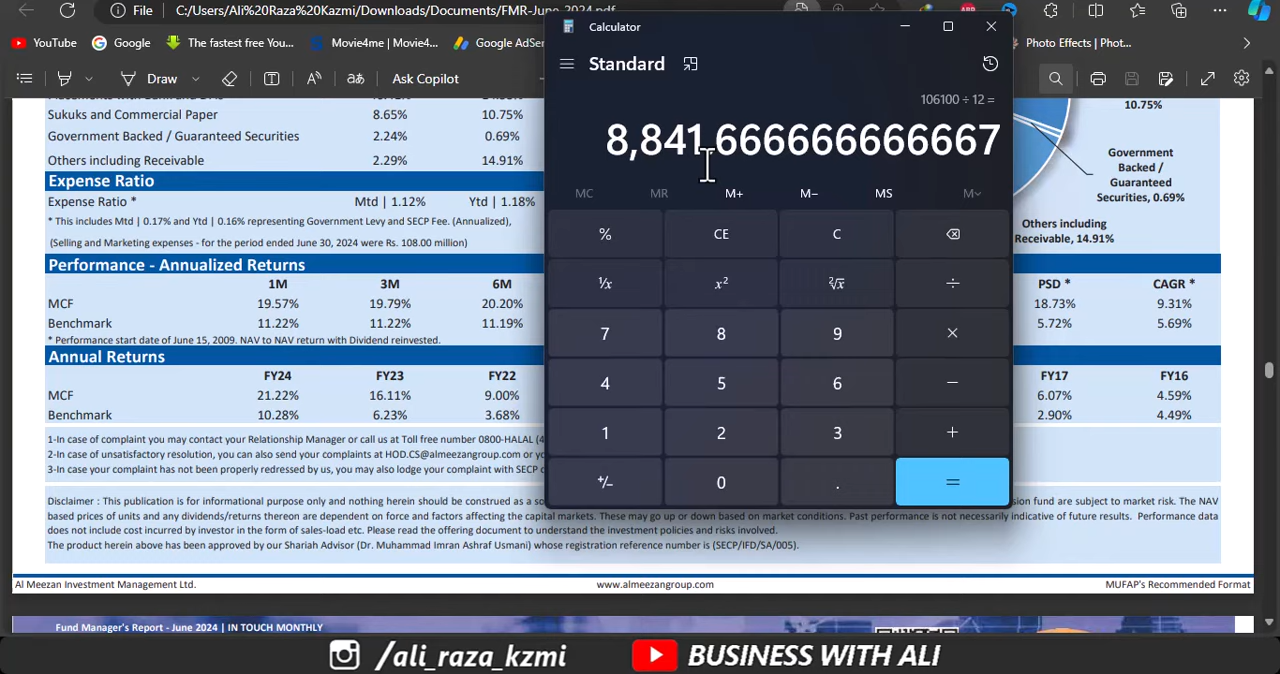 File
C:/Users/Ali%20Raza%20Kazmi/Downloads/Documents/FMR-June-2024.pdf
YouTube
Google
The fastest free You...
Movie4me | Movie4...
Google AdSen
Photo Effects | Phot...
Draw
Ask Copilot
Calculator
Standard
106100 ÷ 12 =
8,841.666666666666667
MC MR M+ M− MS M˅
% CE C
⅟x x² ²√x ÷
7 8 9 ×
4 5 6 −
1 2 3 +
+/− 0 . =
Sukuks and Commercial Paper 8.65% 10.75%
Government Backed / Guaranteed Securities 2.24% 0.69%
Others including Receivable 2.29% 14.91%
10.75%
Government
Backed /
Guaranteed
Securities, 0.69%
Others including
Receivable, 14.91%
Expense Ratio
Expense Ratio * Mtd | 1.12% Ytd | 1.18%
* This includes Mtd | 0.17% and Ytd | 0.16% representing Government Levy and SECP Fee. (Annualized),
(Selling and Marketing expenses - for the period ended June 30, 2024 were Rs. 108.00 million)
Performance - Annualized Returns
1M 3M 6M PSD * CAGR *
MCF 19.57% 19.79% 20.20% 18.73% 9.31%
Benchmark 11.22% 11.22% 11.19% 5.72% 5.69%
* Performance start date of June 15, 2009. NAV to NAV return with Dividend reinvested.
Annual Returns
FY24 FY23 FY22 FY17 FY16
MCF 21.22% 16.11% 9.00% 6.07% 4.59%
Benchmark 10.28% 6.23% 3.68% 2.90% 4.49%
1-In case of complaint you may contact your Relationship Manager or call us at Toll free number 0800-HALAL (4
2-In case of unsatisfactory resolution, you can also send your complaints at HOD.CS@almeezangroup.com or yo
3-In case your complaint has not been properly redressed by us, you may also lodge your complaint with SECP
Disclaimer : This publication is for informational purpose only and nothing herein should be construed as a so sion fund are subject to market risk. The NAV
based prices of units and any dividends/returns thereon are dependent on force and factors affecting the capital markets. These may go up or down based on market conditions. Past performance is not necessarily indicative of future results. Performance data
does not include cost incurred by investor in the form of sales-load etc. Please read the offering document to understand the investment policies and risks involved.
The product herein above has been approved by our Shariah Advisor (Dr. Muhammad Imran Ashraf Usmani) whose registration reference number is (SECP/IFD/SA/005).
Al Meezan Investment Management Ltd. www.almeezangroup.com MUFAP's Recommended Format
Fund Manager's Report - June 2024 | IN TOUCH MONTHLY
/ali_raza_kzmi
BUSINESS WITH ALI